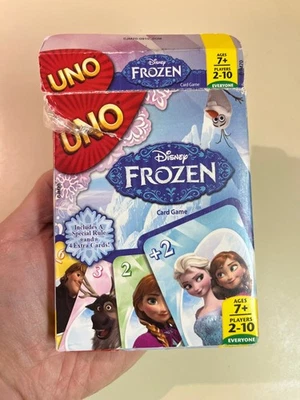 UNO
Disney
FROZEN
Card Game
AGES
7+
PLAYERS
2-10
EVERYONE
UNO
Disney
FROZEN
Card Game
Includes A
Special Rule
and
4 Extra Cards!
3
2
+2
AGES
7+
PLAYERS
2-10
EVERYONE